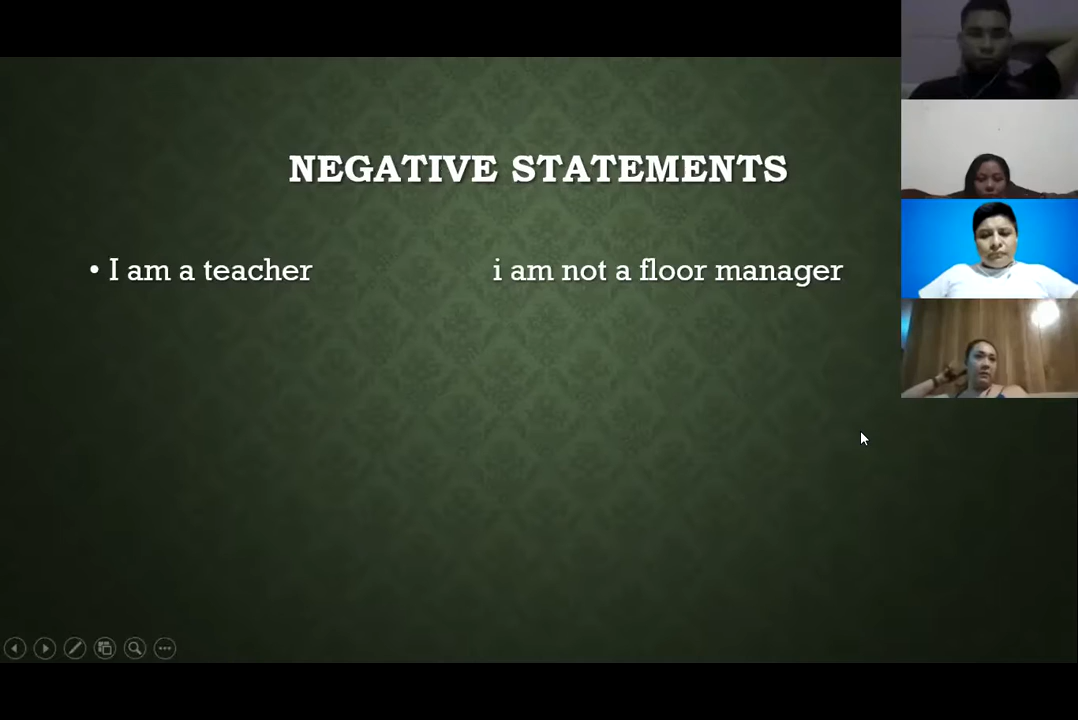 NEGATIVE STATEMENTS
• I am a teacher i am not a floor manager